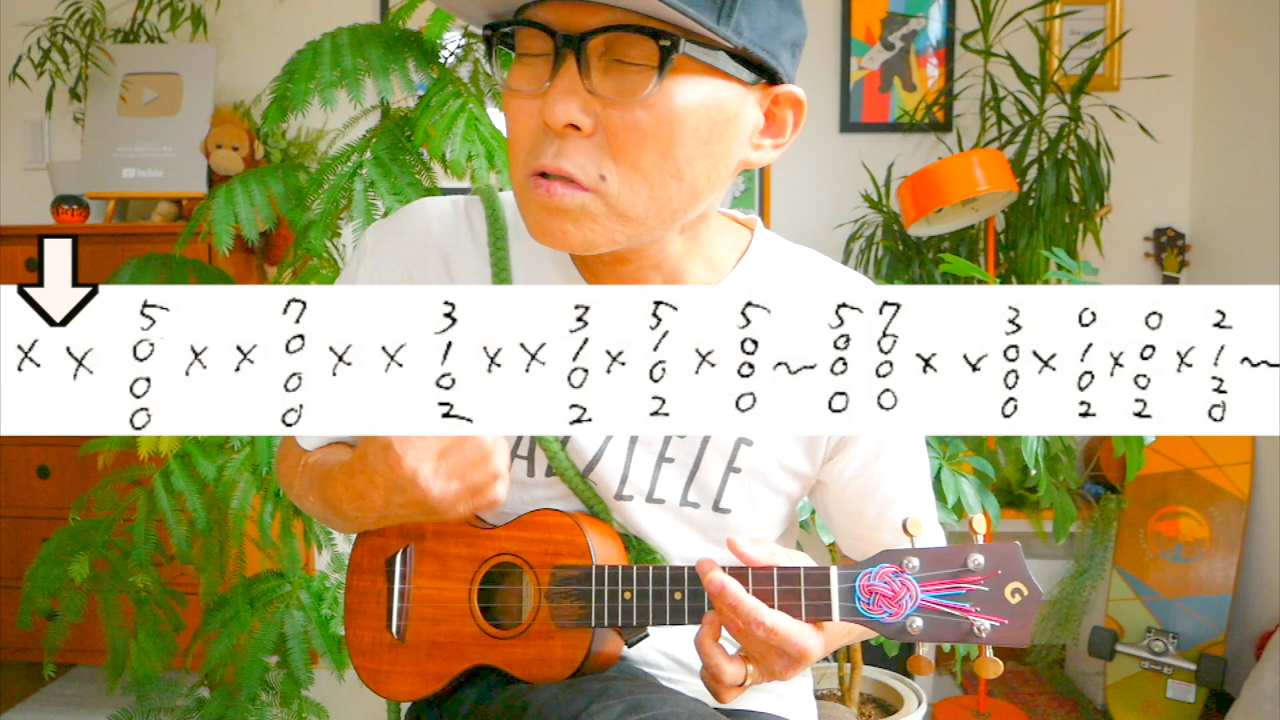 YouTube
5 7 3 3 5 5 5 7 3 0 0 2
× × 0 × × 0 × × 1 × × 1 × 1 × 0 ~ 0 0 × × 0 × 1 × 0 × 1 ~
0 0 0 0 0 0 0 0 0 0 0 2
0 0 2 2 2 0 0 0 0 2 2 0
LELE
G